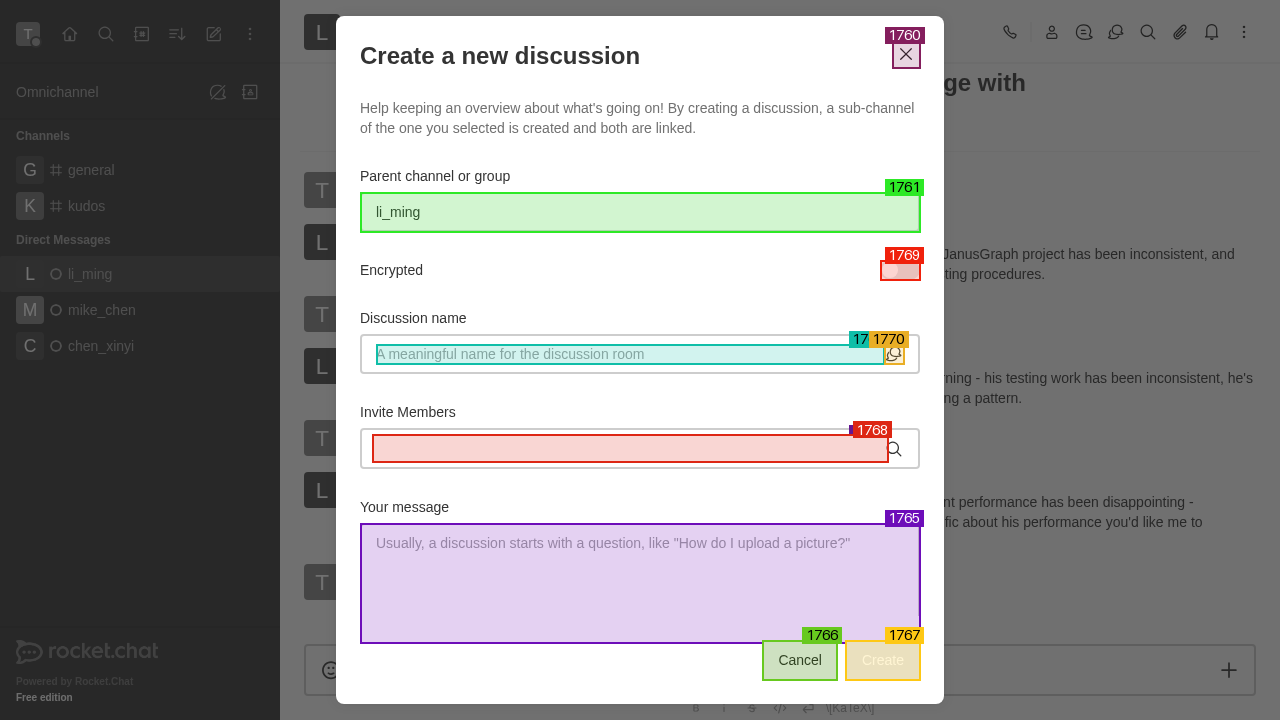 T
Omnichannel
Channels
G general
K kudos
Direct Messages
L li_ming
M mike_chen
C chen_xinyi
rocket.chat
Powered by Rocket.Chat
Free edition
L
ge with
T
L
JanusGraph project has been inconsistent, and
ting procedures.
T
L
ning - his testing work has been inconsistent, he's
ng a pattern.
T
L
nt performance has been disappointing -
fic about his performance you'd like me to
T
\[KaTeX\]
1760
Create a new discussion
Help keeping an overview about what's going on! By creating a discussion, a sub-channel
of the one you selected is created and both are linked.
Parent channel or group
1761
li_ming
1769
Encrypted
Discussion name
17 1770
A meaningful name for the discussion room
Invite Members
1768
Your message
1765
Usually, a discussion starts with a question, like "How do I upload a picture?"
1766 1767
Cancel Create